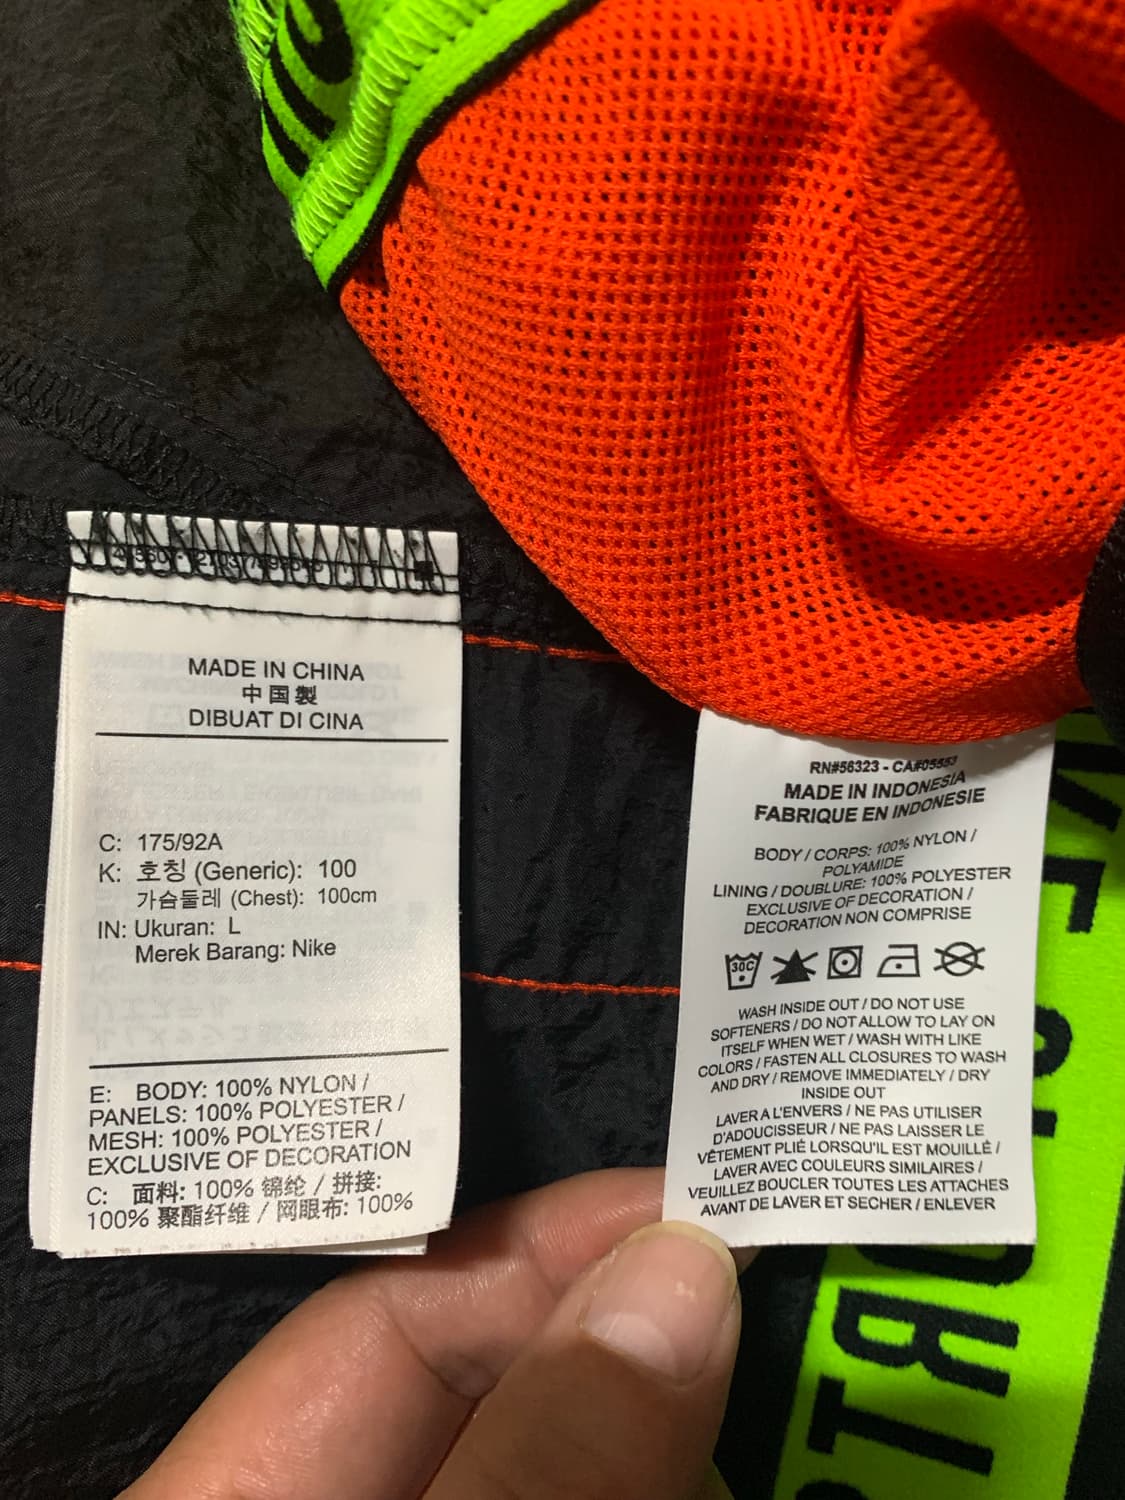 MADE IN CHINA
中国製
DIBUAT DI CINA
C: 175/92A
K: 호칭 (Generic): 100
가슴둘레 (Chest): 100cm
IN: Ukuran: L
Merek Barang: Nike
E: BODY: 100% NYLON /
PANELS: 100% POLYESTER /
MESH: 100% POLYESTER /
EXCLUSIVE OF DECORATION
C: 面料: 100% 锦纶 / 拼接:
100% 聚酯纤维 / 网眼布: 100%
RN#56323 - CA#05553
MADE IN INDONESIA
FABRIQUE EN INDONESIE
BODY / CORPS: 100% NYLON /
POLYAMIDE
LINING / DOUBLURE: 100% POLYESTER
EXCLUSIVE OF DECORATION /
DECORATION NON COMPRISE
30C
WASH INSIDE OUT / DO NOT USE
SOFTENERS / DO NOT ALLOW TO LAY ON
ITSELF WHEN WET / WASH WITH LIKE
COLORS / FASTEN ALL CLOSURES TO WASH
AND DRY / REMOVE IMMEDIATELY / DRY
INSIDE OUT
LAVER A L'ENVERS / NE PAS UTILISER
D'ADOUCISSEUR / NE PAS LAISSER LE
VÊTEMENT PLIÉ LORSQU'IL EST MOUILLÉ /
LAVER AVEC COULEURS SIMILAIRES /
VEUILLEZ BOUCLER TOUTES LES ATTACHES
AVANT DE LAVER ET SECHER / ENLEVER